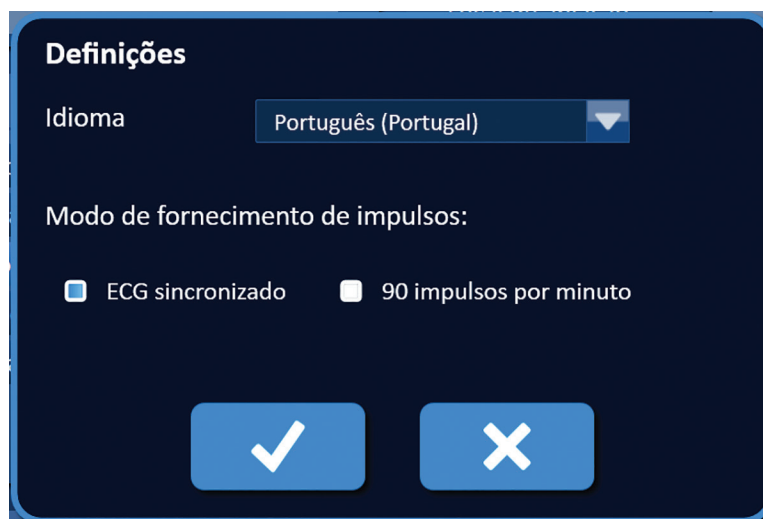 Definições
Idioma
Português (Portugal)
Modo de fornecimento de impulsos:
ECG sincronizado
90 impulsos por minuto